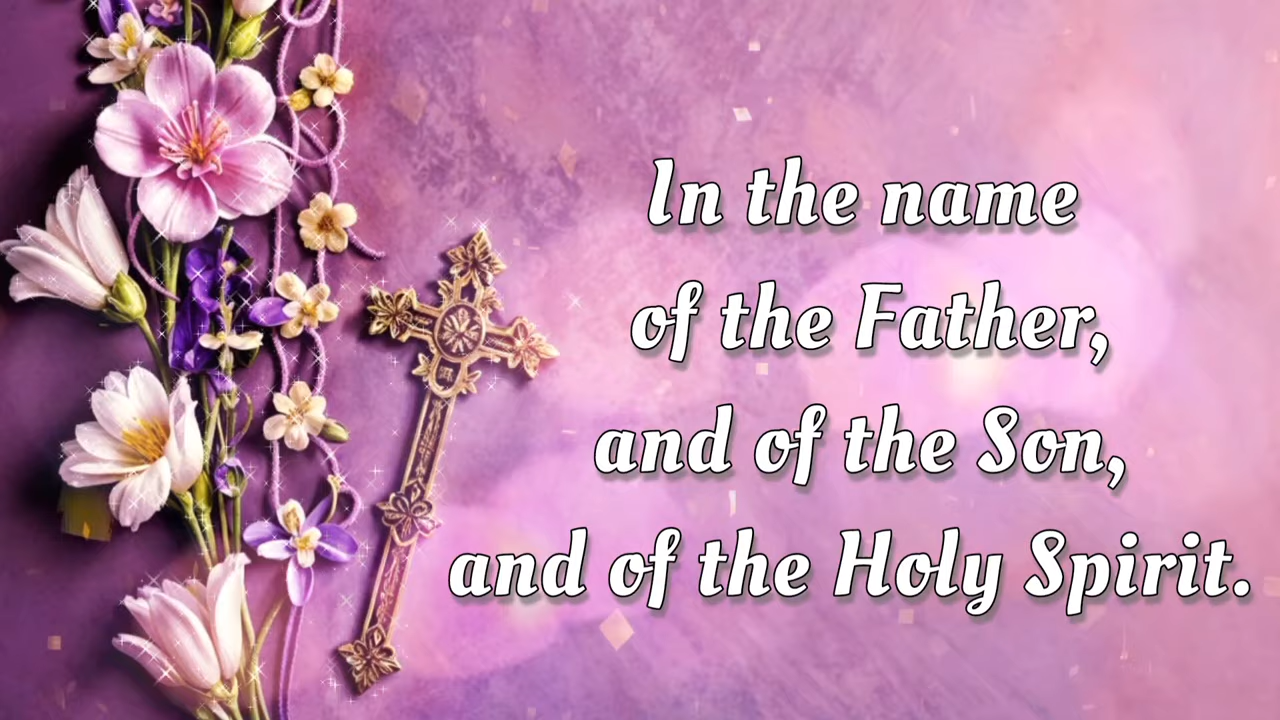 In the name
of the Father,
and of the Son,
and of the Holy Spirit.